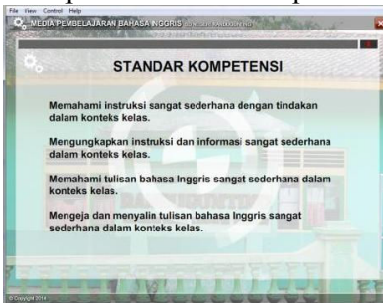 File View Control Help
MEDIA PEMBELAJARAN BAHASA INGGRIS
STANDAR KOMPETENSI
Memahami instruksi sangat sederhana dengan tindakan
dalam konteks kelas.
Mengungkapkan instruksi dan informasi sangat sederhana
dalam konteks kelas.
Memahami tulisan bahasa Inggris sangat sederhana dalam
konteks kelas.
Mengeja dan menyalin tulisan bahasa Inggris sangat
sederhana dalam konteks kelas.
© Copyright 2014